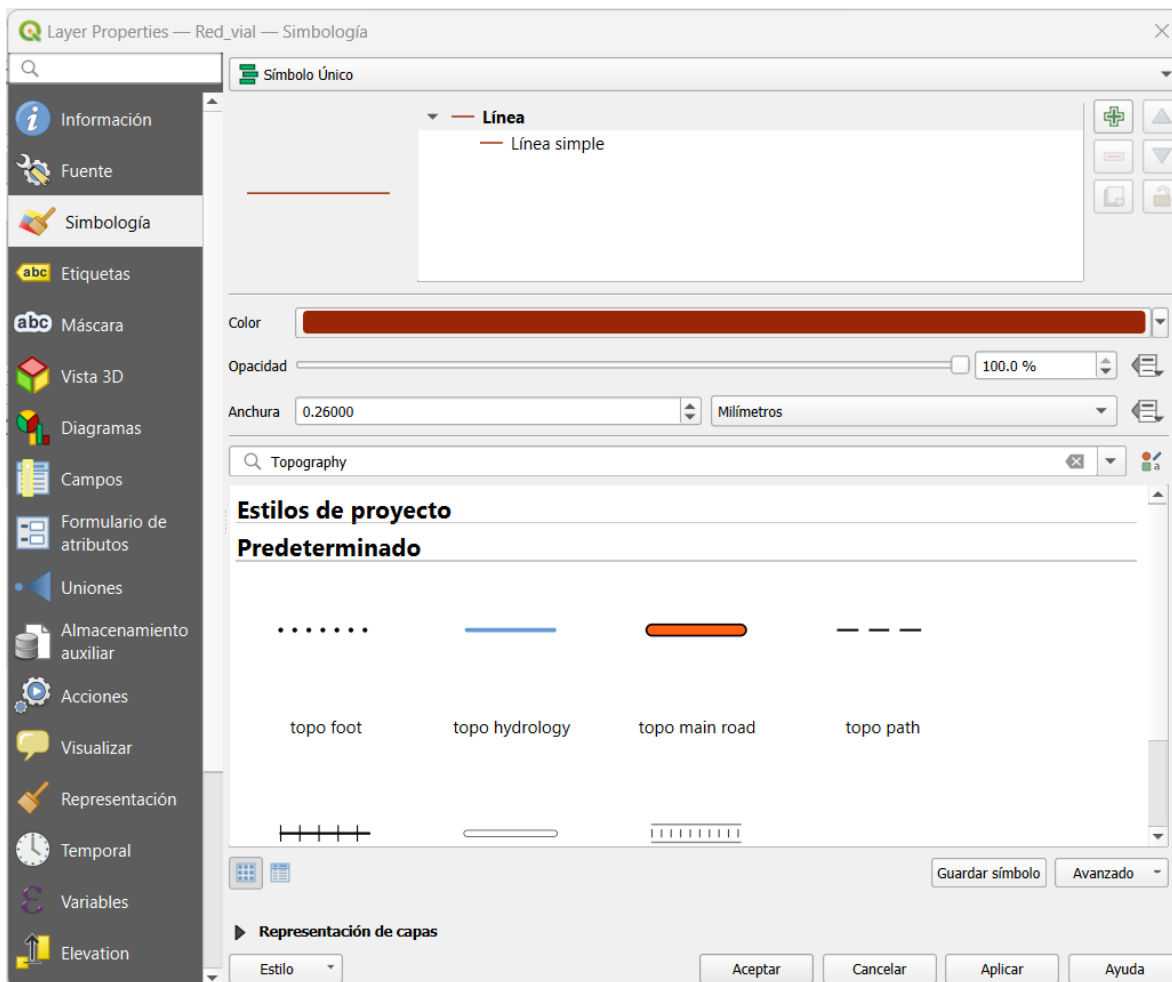 Layer Properties — Red_vial — Simbología
Símbolo Único
Información
Fuente
Simbología
Etiquetas
Máscara
Vista 3D
Diagramas
Campos
Formulario de
atributos
Uniones
Almacenamiento
auxiliar
Acciones
Visualizar
Representación
Temporal
Variables
Elevation
Línea
Línea simple
Color
Opacidad
100.0 %
Anchura
0.26000
Milímetros
Topography
Estilos de proyecto
Predeterminado
topo foot
topo hydrology
topo main road
topo path
Guardar símbolo
Avanzado
Representación de capas
Estilo
Aceptar
Cancelar
Aplicar
Ayuda